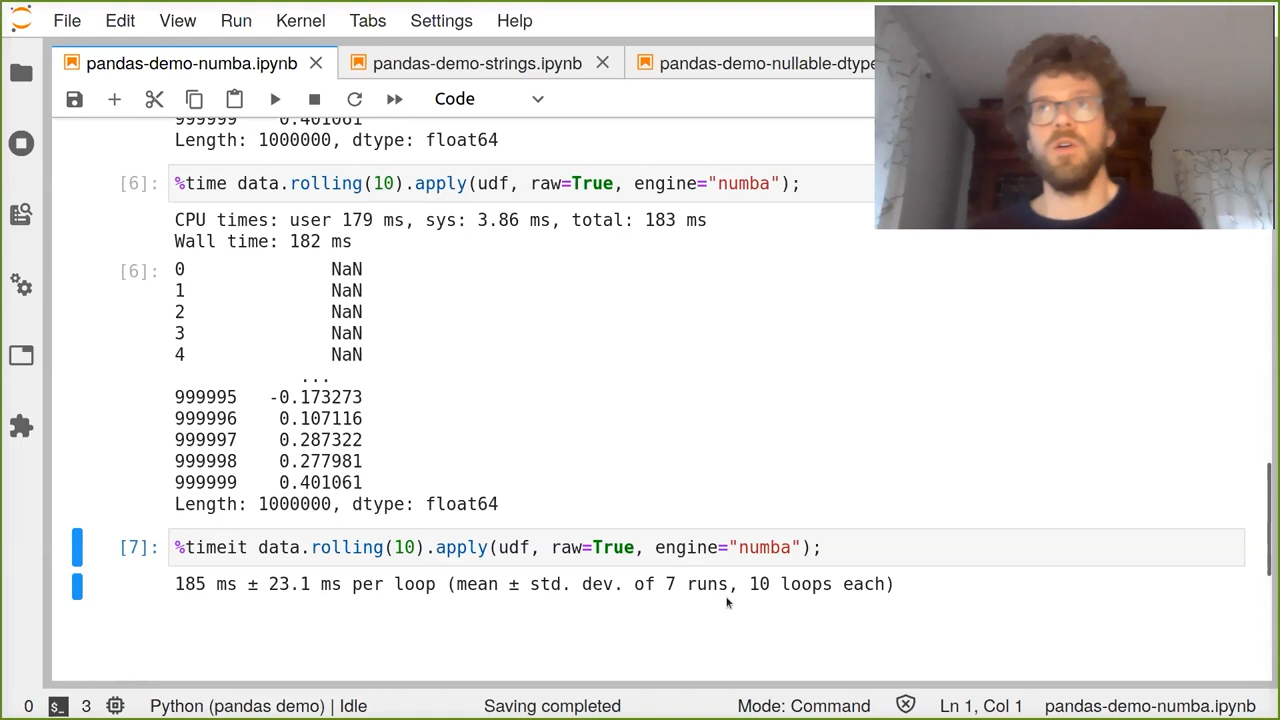 File Edit View Run Kernel Tabs Settings Help
pandas-demo-numba.ipynb pandas-demo-strings.ipynb pandas-demo-nullable-dtype
Code
999999 0.401061
Length: 1000000, dtype: float64
[6]: %time data.rolling(10).apply(udf, raw=True, engine="numba");
CPU times: user 179 ms, sys: 3.86 ms, total: 183 ms
Wall time: 182 ms
[6]: 0 NaN
1 NaN
2 NaN
3 NaN
4 NaN
...
999995 -0.173273
999996 0.107116
999997 0.287322
999998 0.277981
999999 0.401061
Length: 1000000, dtype: float64
[7]: %timeit data.rolling(10).apply(udf, raw=True, engine="numba");
185 ms ± 23.1 ms per loop (mean ± std. dev. of 7 runs, 10 loops each)
0 $_ 3 Python (pandas demo) | Idle Saving completed Mode: Command Ln 1, Col 1 pandas-demo-numba.ipynb